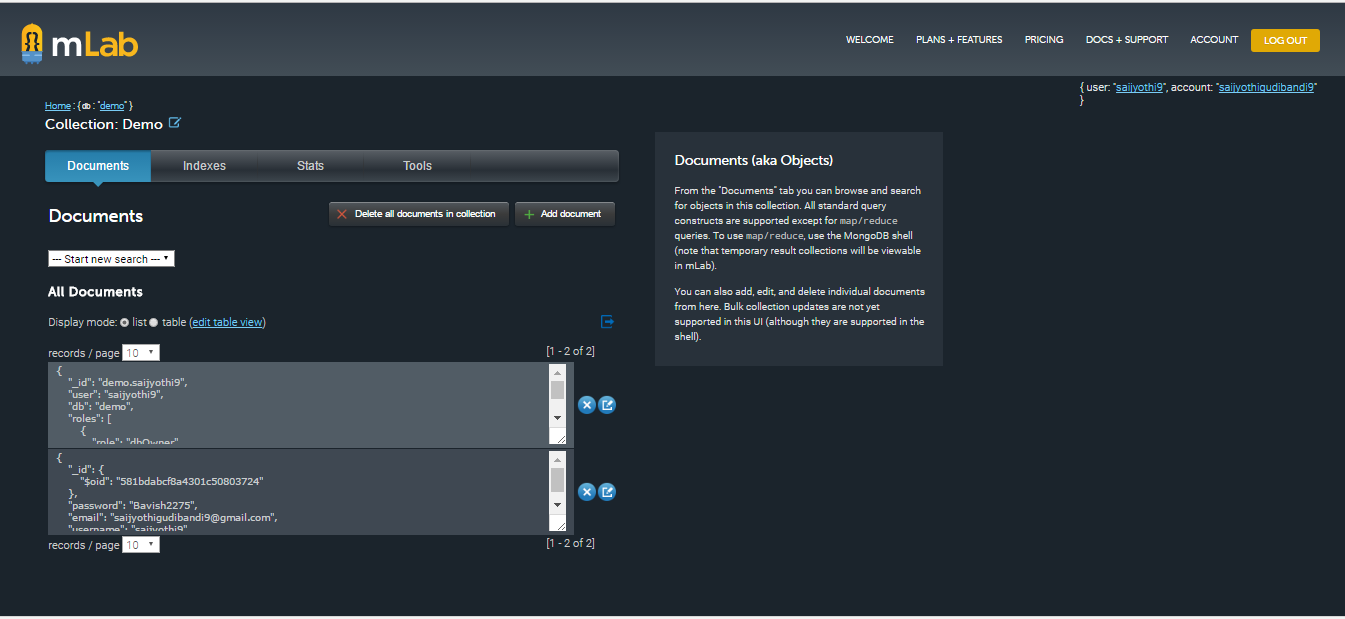 mLab
WELCOME PLANS + FEATURES PRICING DOCS + SUPPORT ACCOUNT LOG OUT
{ user: "saijyothi9", account: "saijyothigudibandi9"
}
Home : { db : "demo" }
Collection: Demo
Documents Indexes Stats Tools
Documents
Delete all documents in collection
Add document
--- Start new search ---
All Documents
Display mode: list table (edit table view)
records / page 10
[1 - 2 of 2]
{
"_id": "demo.saijyothi9",
"user": "saijyothi9",
"db": "demo",
"roles": [
{
"role": "dbOwner"
{
"_id": {
"$oid": "581bdabcf8a4301c50803724"
},
"password": "Bavish2275",
"email": "saijyothigudibandi9@gmail.com",
"username": "saijyothi9"
records / page 10
[1 - 2 of 2]
Documents (aka Objects)
From the "Documents" tab you can browse and search
for objects in this collection. All standard query
constructs are supported except for map/reduce
queries. To use map/reduce, use the MongoDB shell
(note that temporary result collections will be viewable
in mLab).
You can also add, edit, and delete individual documents
from here. Bulk collection updates are not yet
supported in this UI (although they are supported in the
shell).